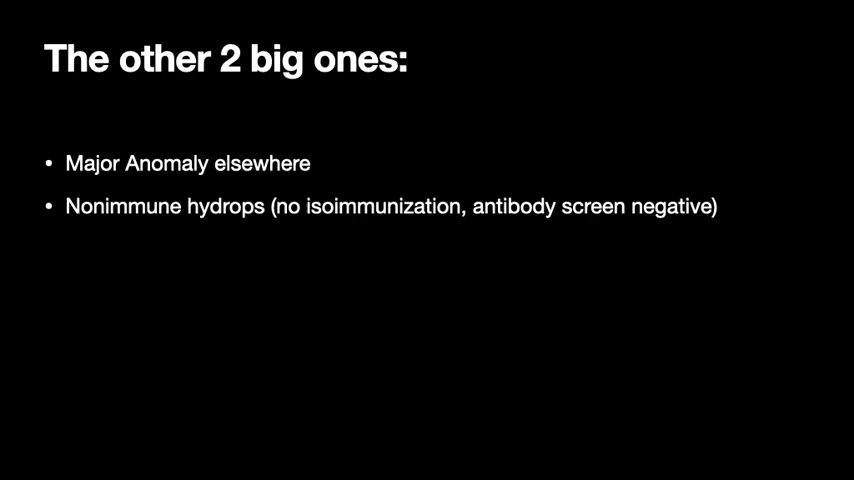 The other 2 big ones:
• Major Anomaly elsewhere
• Nonimmune hydrops (no isoimmunization, antibody screen negative)